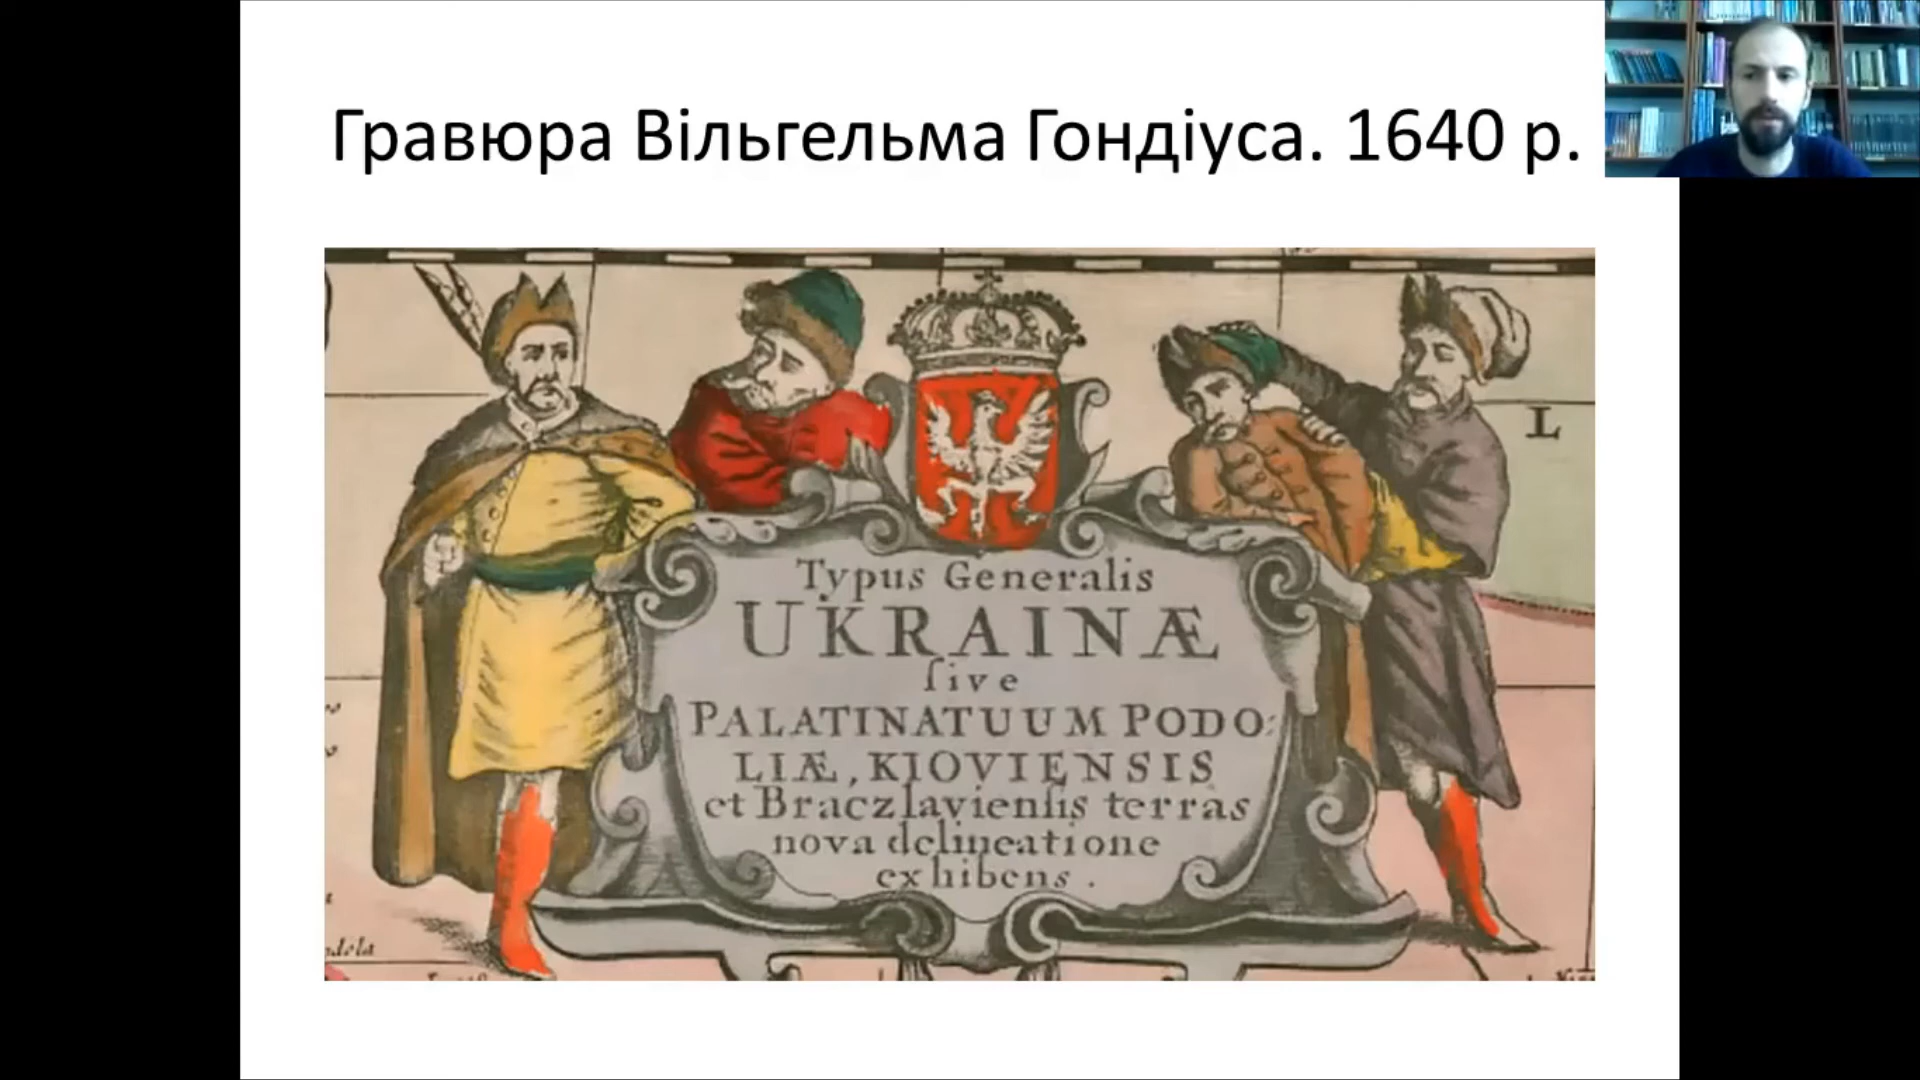 Гравюра Вільгельма Гондіуса. 1640 р.
Typus Generalis
UKRAINÆ
ſive
PALATINATUUM PODO:
LIÆ, KIOVIENSIS
et Braczlavienſis terras
nova delineatione
exhibens .
L